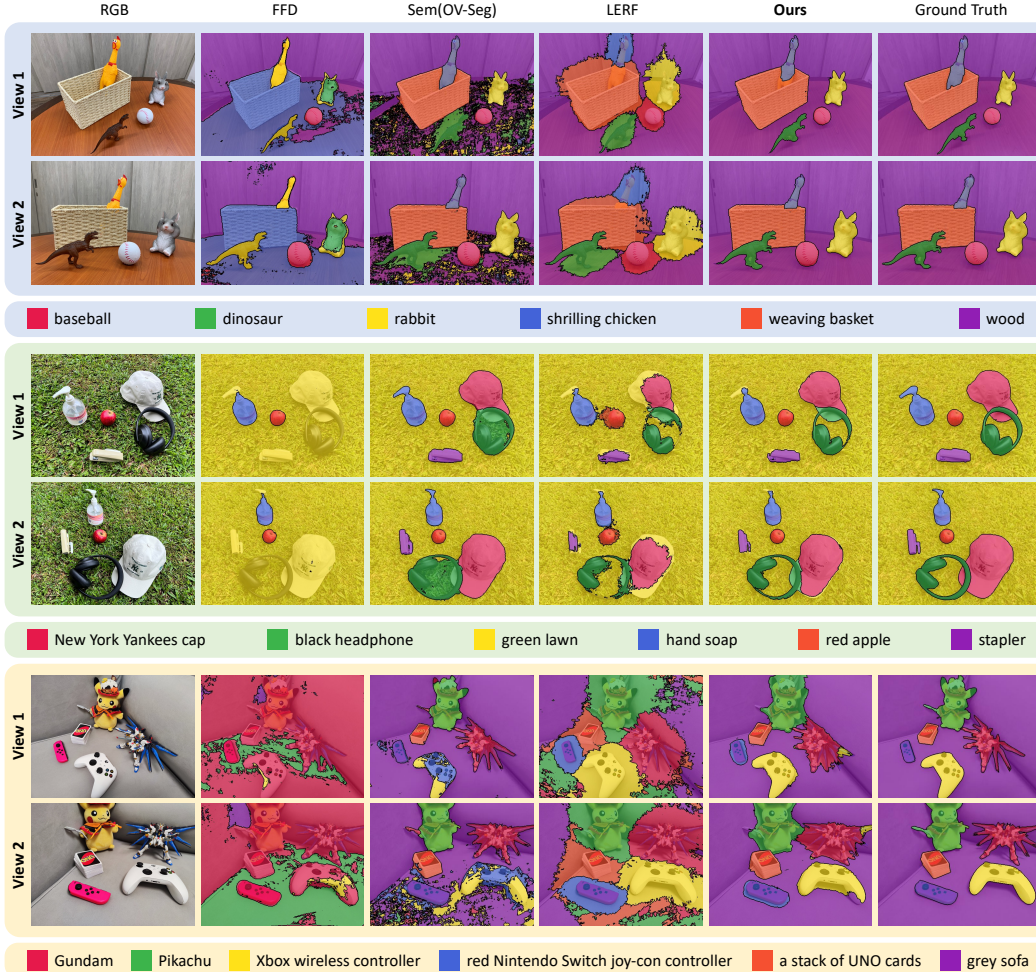 RGB FFD Sem(OV-Seg) LERF Ours Ground Truth
View 1
View 2
baseball dinosaur rabbit shrilling chicken weaving basket wood
View 1
View 2
New York Yankees cap black headphone green lawn hand soap red apple stapler
View 1
View 2
Gundam Pikachu Xbox wireless controller red Nintendo Switch joy-con controller a stack of UNO cards grey sofa